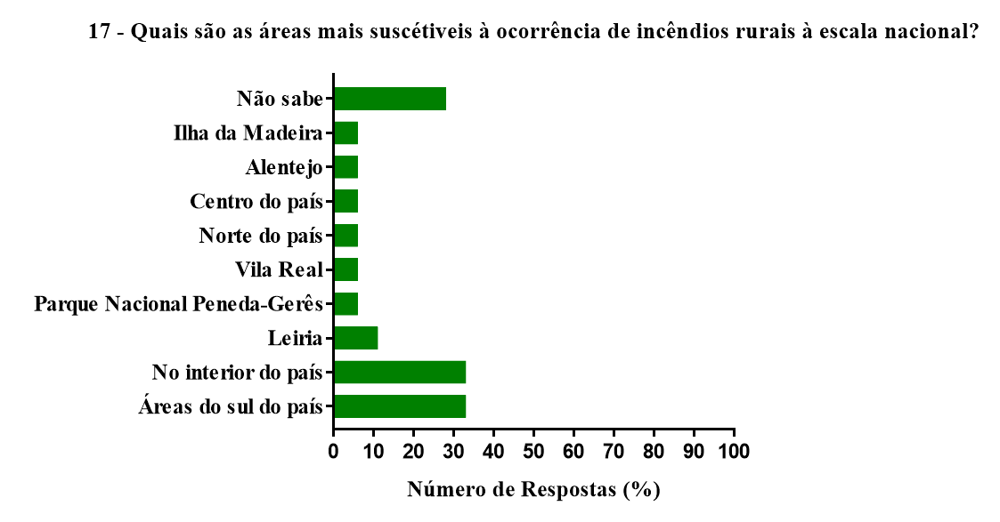 17 - Quais são as áreas mais suscétiveis à ocorrência de incêndios rurais à escala nacional?
Não sabe
Ilha da Madeira
Alentejo
Centro do país
Norte do país
Vila Real
Parque Nacional Peneda-Gerês
Leiria
No interior do país
Áreas do sul do país
0 10 20 30 40 50 60 70 80 90 100
Número de Respostas (%)